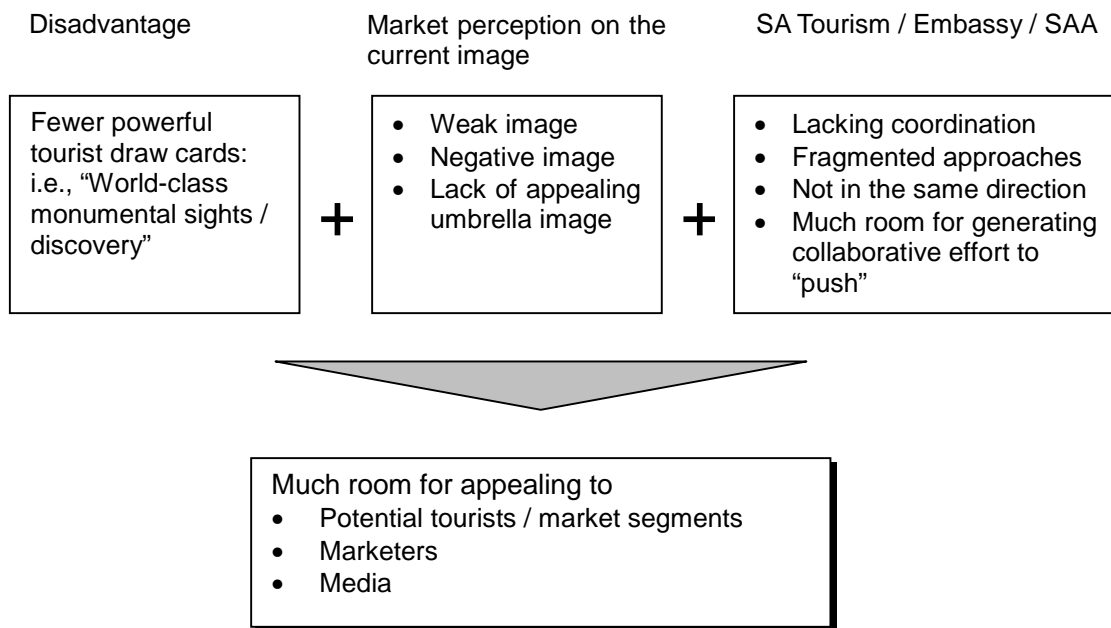 Disadvantage
Market perception on the
current image
SA Tourism / Embassy / SAA
Fewer powerful
tourist draw cards:
i.e., “World-class
monumental sights /
discovery”
+
• Weak image
• Negative image
• Lack of appealing
umbrella image
+
• Lacking coordination
• Fragmented approaches
• Not in the same direction
• Much room for generating
collaborative effort to
“push”
Much room for appealing to
• Potential tourists / market segments
• Marketers
• Media